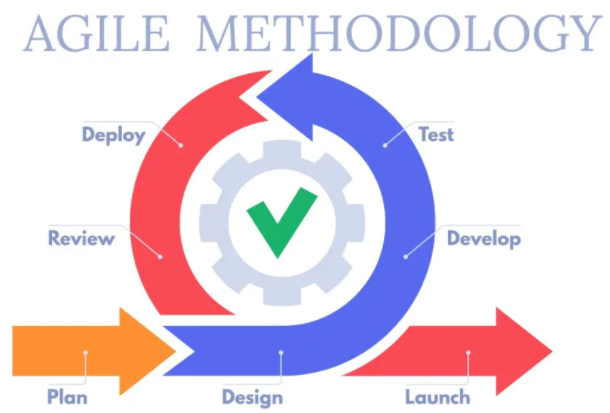 AGILE METHODOLOGY
Deploy
Test
Review
Develop
Plan
Design
Launch